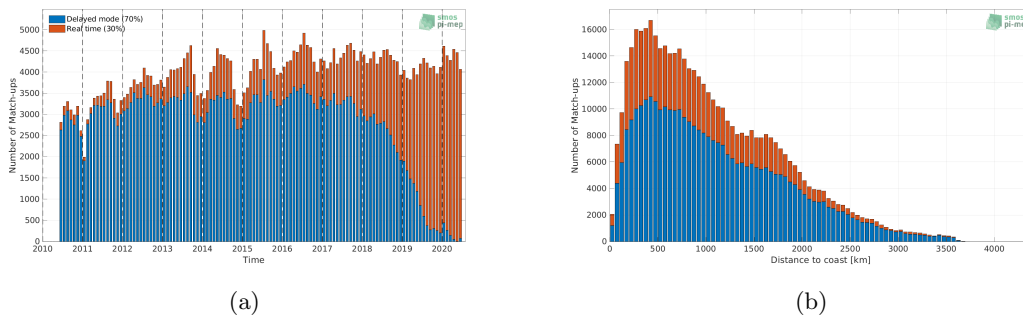 Delayed mode (70%)
Real time (30%)
smos
pi-mep
Number of Match-ups
5000
4500
4000
3500
3000
2500
2000
1500
1000
500
0
2010 2011 2012 2013 2014 2015 2016 2017 2018 2019 2020
Time
(a)
smos
pi-mep
Number of Match-ups
16000
14000
12000
10000
8000
6000
4000
2000
0
0 500 1000 1500 2000 2500 3000 3500 4000
Distance to coast [km]
(b)